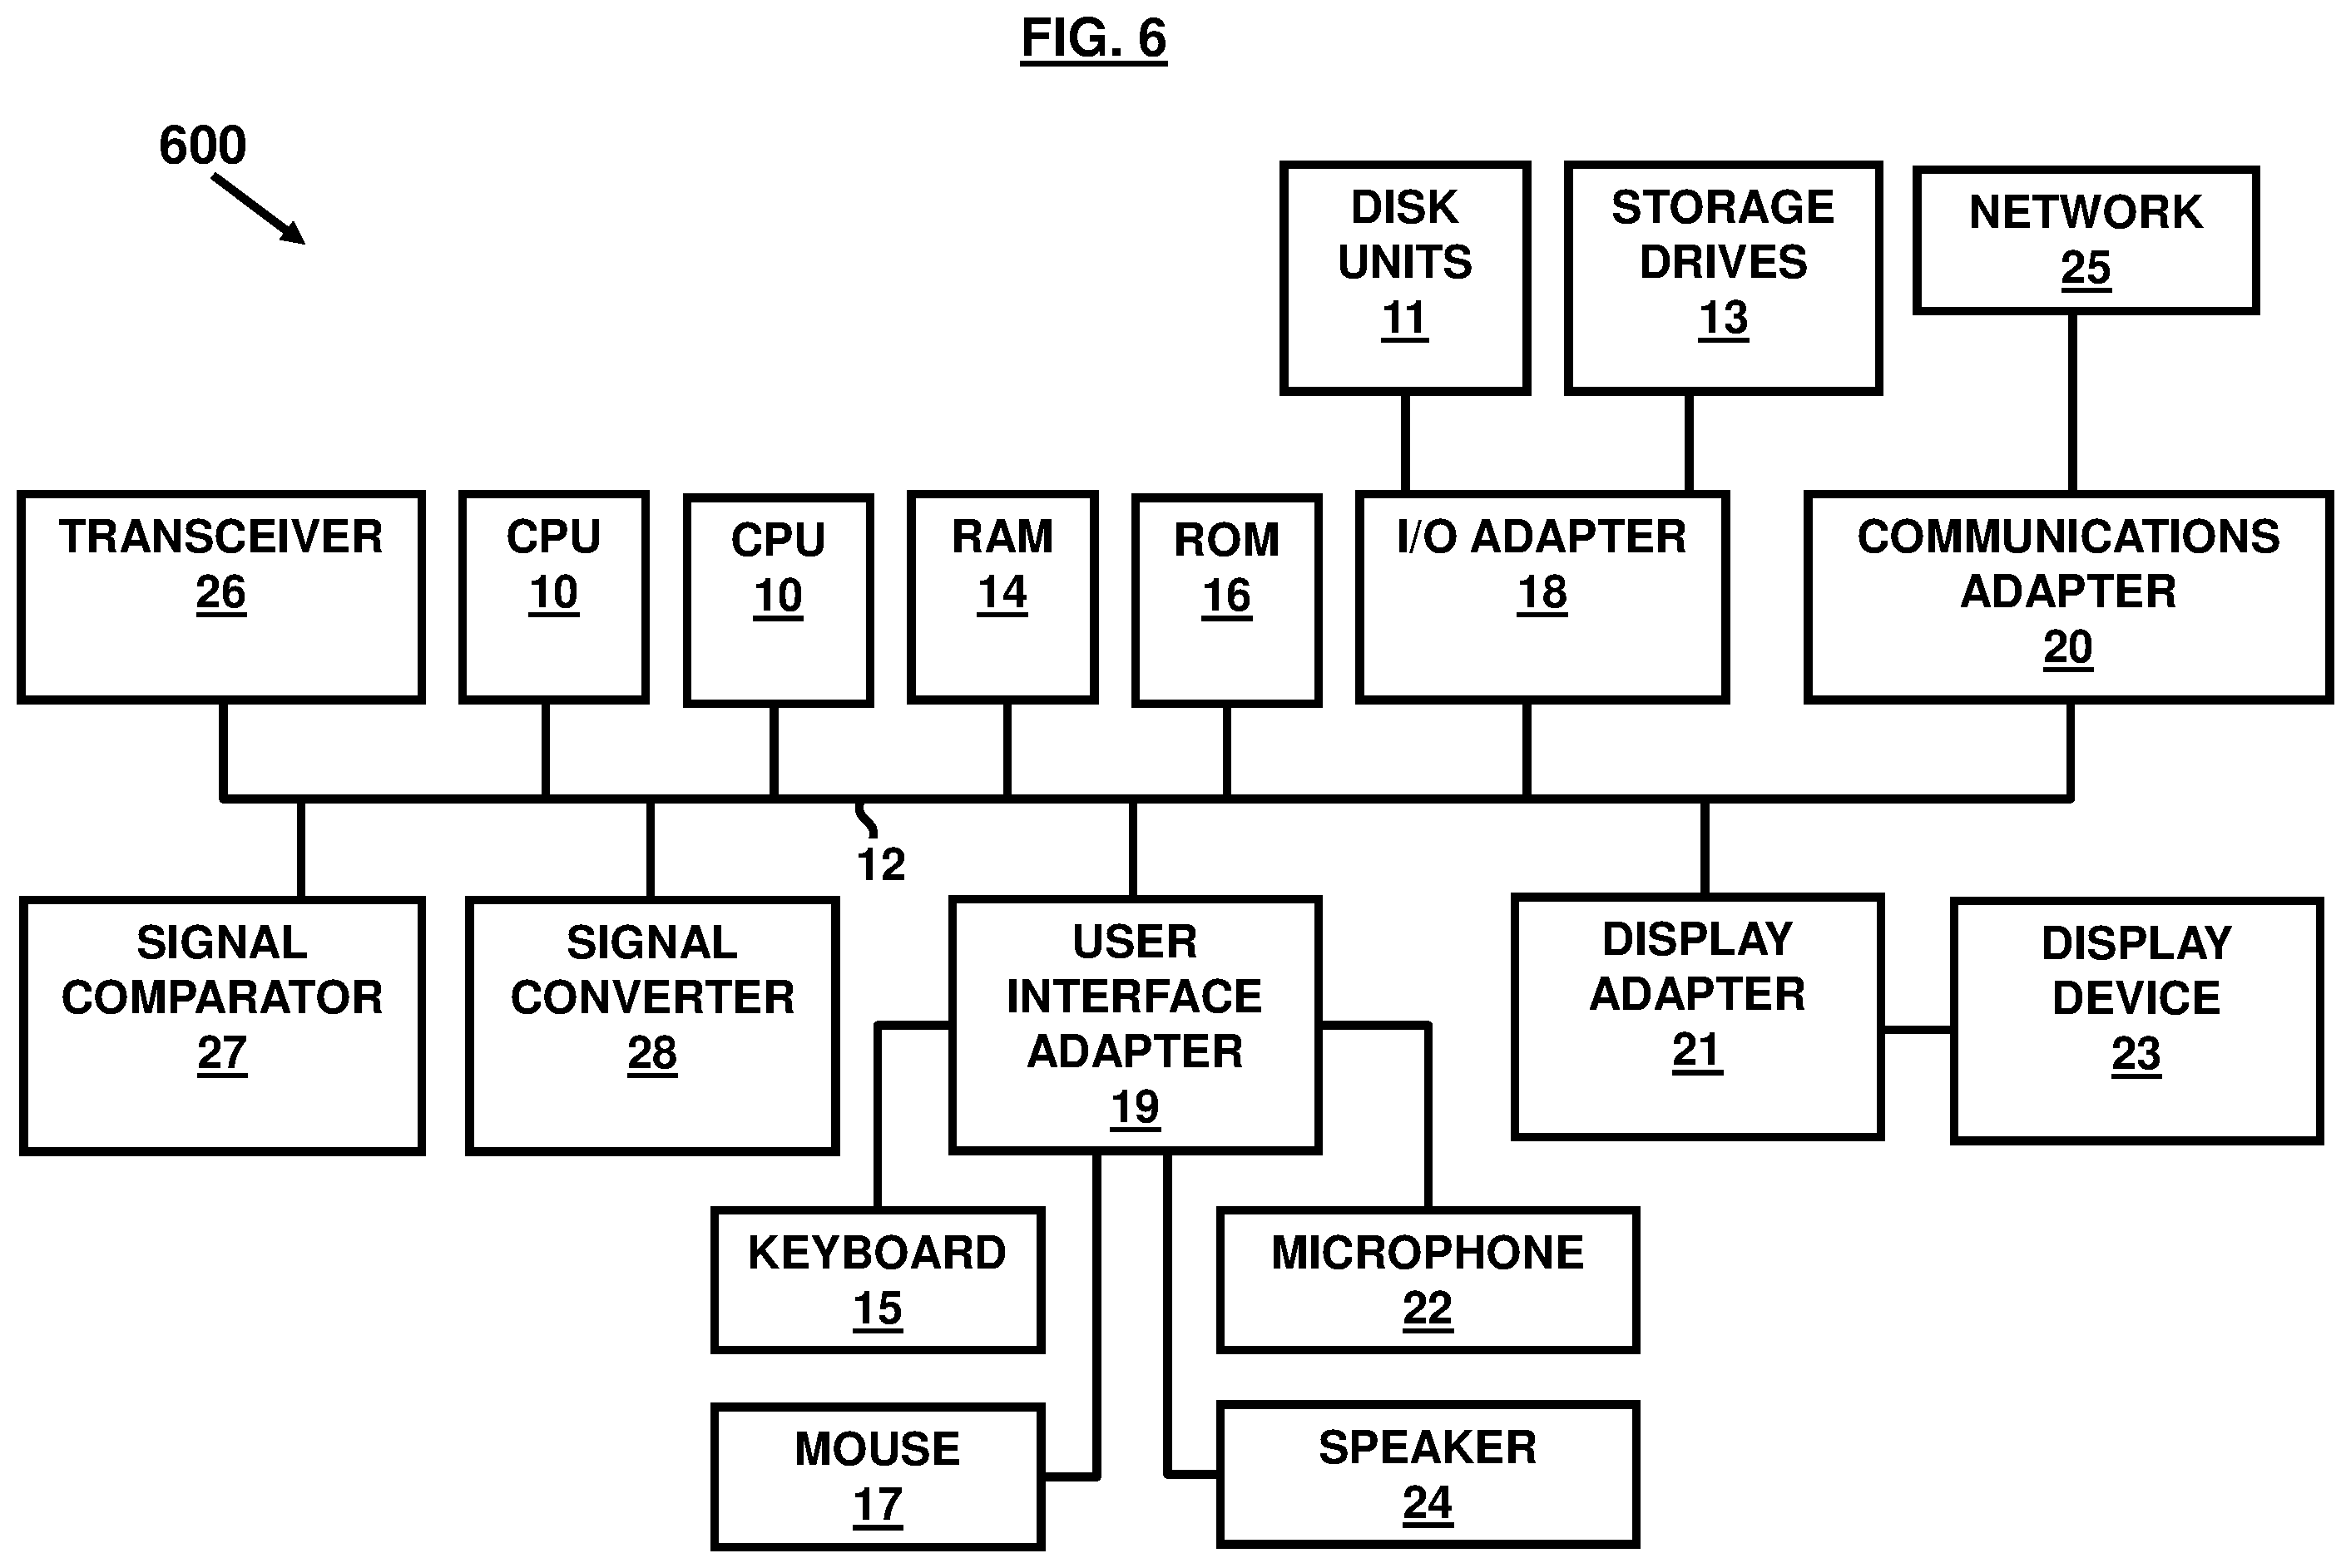 FIG. 6
600
DISK
UNITS
11
STORAGE
DRIVES
13
NETWORK
25
TRANSCEIVER
26
CPU
10
CPU
10
RAM
14
ROM
16
I/O ADAPTER
18
COMMUNICATIONS
ADAPTER
20
12
SIGNAL
COMPARATOR
27
SIGNAL
CONVERTER
28
USER
INTERFACE
ADAPTER
19
DISPLAY
ADAPTER
21
DISPLAY
DEVICE
23
KEYBOARD
15
MICROPHONE
22
MOUSE
17
SPEAKER
24